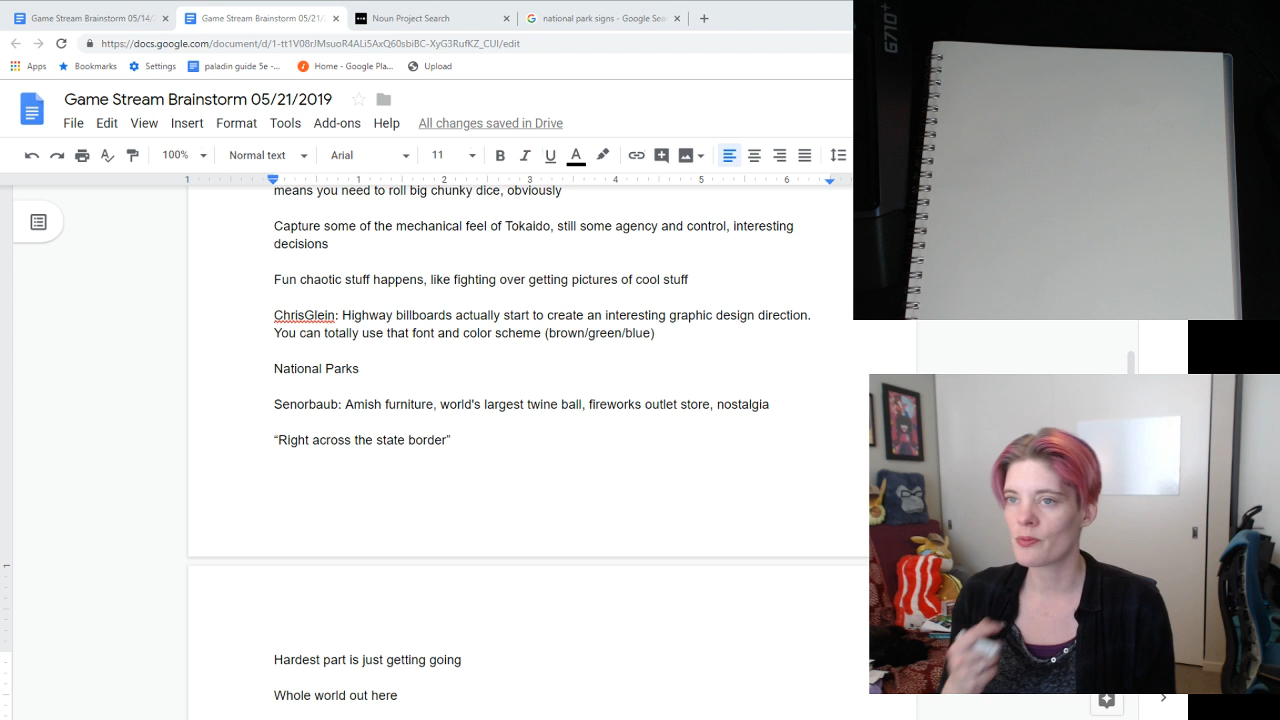 Game Stream Brainstorm 05/14/
Game Stream Brainstorm 05/21/
Noun Project Search
national park signs - Google Sea
https://docs.google.com/document/d/1-tt1V08rJMsuoR4ALi5AxQ60sbiBC-XyG3RufKZ_CUI/edit
Apps Bookmarks Settings paladin guide 5e -... Home - Google Pla... Upload
Game Stream Brainstorm 05/21/2019
File Edit View Insert Format Tools Add-ons Help All changes saved in Drive
100% Normal text Arial 11 B I U A
1 1 2 3 4 5 6
means you need to roll big chunky dice, obviously
Capture some of the mechanical feel of Tokaido, still some agency and control, interesting
decisions
Fun chaotic stuff happens, like fighting over getting pictures of cool stuff
ChrisGlein: Highway billboards actually start to create an interesting graphic design direction.
You can totally use that font and color scheme (brown/green/blue)
National Parks
Senorbaub: Amish furniture, world's largest twine ball, fireworks outlet store, nostalgia
“Right across the state border”
Hardest part is just getting going
Whole world out here
G710+